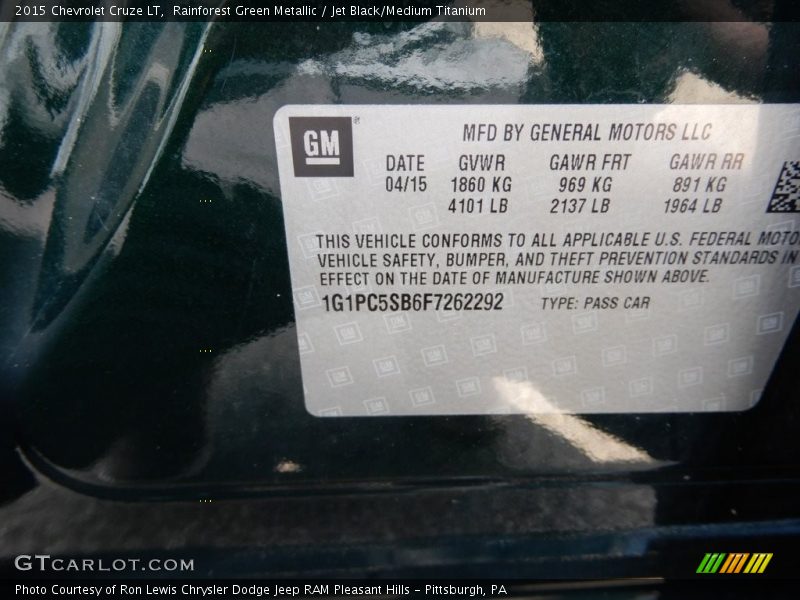 2015 Chevrolet Cruze LT, Rainforest Green Metallic / Jet Black/Medium Titanium
GM®
MFD BY GENERAL MOTORS LLC
DATE GVWR GAWR FRT GAWR RR
04/15 1860 KG 969 KG 891 KG
4101 LB 2137 LB 1964 LB
THIS VEHICLE CONFORMS TO ALL APPLICABLE U.S. FEDERAL MOTO
VEHICLE SAFETY, BUMPER, AND THEFT PREVENTION STANDARDS IN
EFFECT ON THE DATE OF MANUFACTURE SHOWN ABOVE.
1G1PC5SB6F7262292 TYPE: PASS CAR
GTCARLOT.COM
Photo Courtesy of Ron Lewis Chrysler Dodge Jeep RAM Pleasant Hills - Pittsburgh, PA